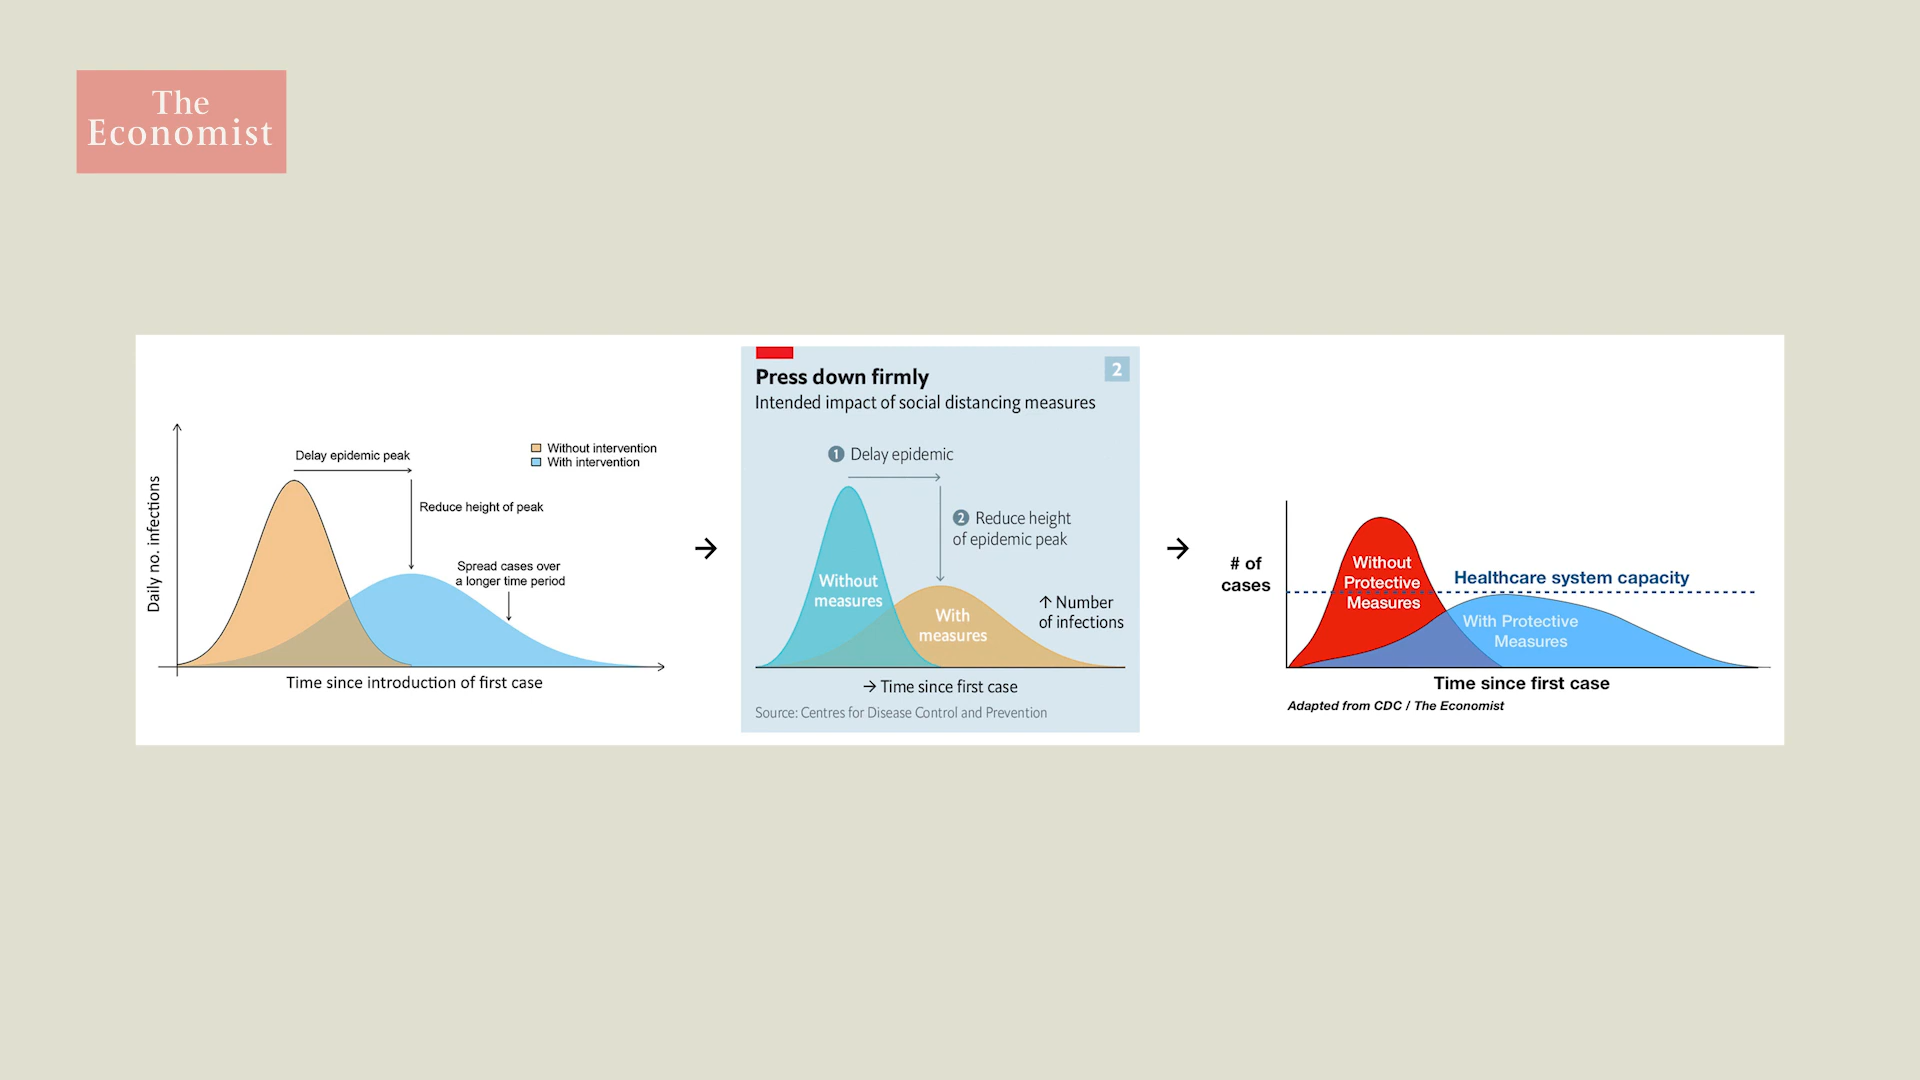 The
Economist
Daily no. infections
Delay epidemic peak
Without intervention
With intervention
Reduce height of peak
Spread cases over
a longer time period
Time since introduction of first case
→
Press down firmly
2
Intended impact of social distancing measures
1 Delay epidemic
2 Reduce height
of epidemic peak
Without
measures
With
measures
↑ Number
of infections
→ Time since first case
Source: Centres for Disease Control and Prevention
→
# of
cases
Without
Protective
Measures
Healthcare system capacity
With Protective
Measures
Time since first case
Adapted from CDC / The Economist